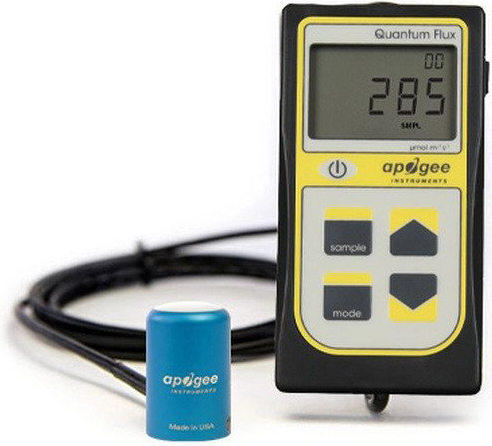 Quantum Flux
00
285
SMPL
µmol m⁻² s⁻¹
apogee
INSTRUMENTS
sample
mode
apogee
INSTRUMENTS
Made in USA